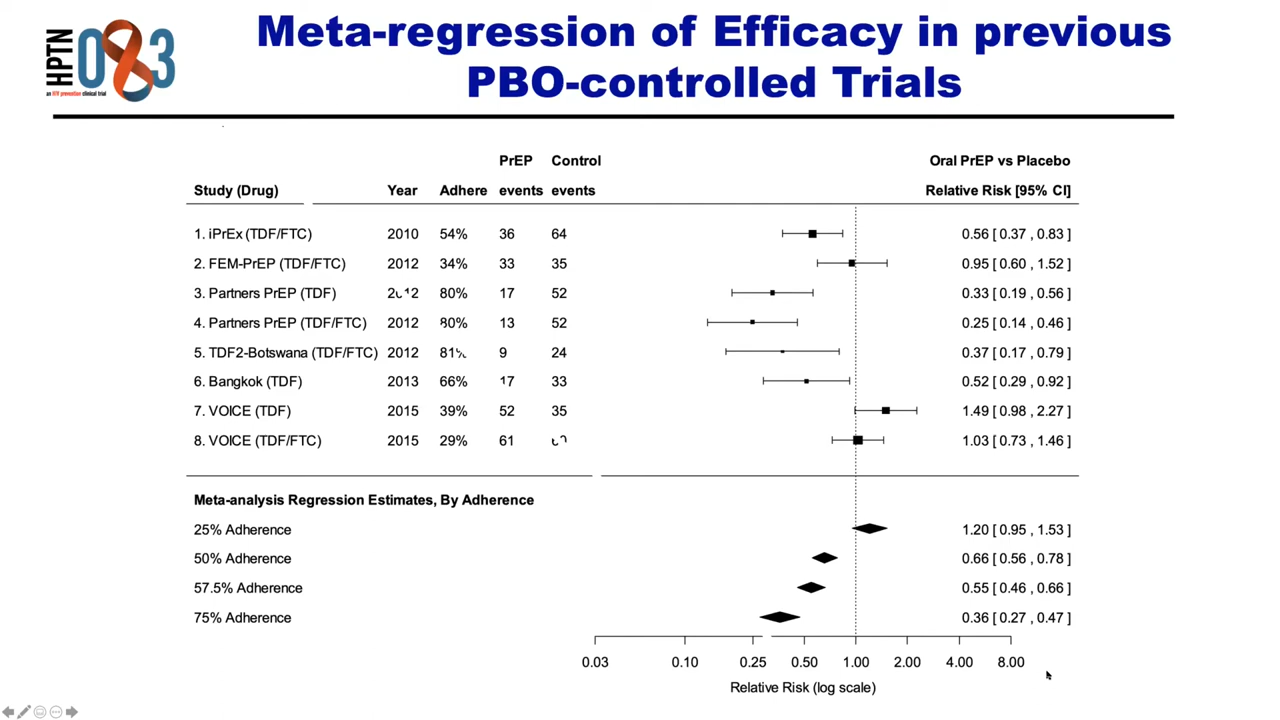 HPTN 083
an HIV prevention clinical trial
Meta-regression of Efficacy in previous
PBO-controlled Trials
PrEP Control Oral PrEP vs Placebo
Study (Drug) Year Adhere events events Relative Risk [95% CI]
1. iPrEx (TDF/FTC) 2010 54% 36 64 0.56 [ 0.37 , 0.83 ]
2. FEM-PrEP (TDF/FTC) 2012 34% 33 35 0.95 [ 0.60 , 1.52 ]
3. Partners PrEP (TDF) 2012 80% 17 52 0.33 [ 0.19 , 0.56 ]
4. Partners PrEP (TDF/FTC) 2012 80% 13 52 0.25 [ 0.14 , 0.46 ]
5. TDF2-Botswana (TDF/FTC) 2012 81% 9 24 0.37 [ 0.17 , 0.79 ]
6. Bangkok (TDF) 2013 66% 17 33 0.52 [ 0.29 , 0.92 ]
7. VOICE (TDF) 2015 39% 52 35 1.49 [ 0.98 , 2.27 ]
8. VOICE (TDF/FTC) 2015 29% 61 1.03 [ 0.73 , 1.46 ]
Meta-analysis Regression Estimates, By Adherence
25% Adherence 1.20 [ 0.95 , 1.53 ]
50% Adherence 0.66 [ 0.56 , 0.78 ]
57.5% Adherence 0.55 [ 0.46 , 0.66 ]
75% Adherence 0.36 [ 0.27 , 0.47 ]
0.03 0.10 0.25 0.50 1.00 2.00 4.00 8.00
Relative Risk (log scale)